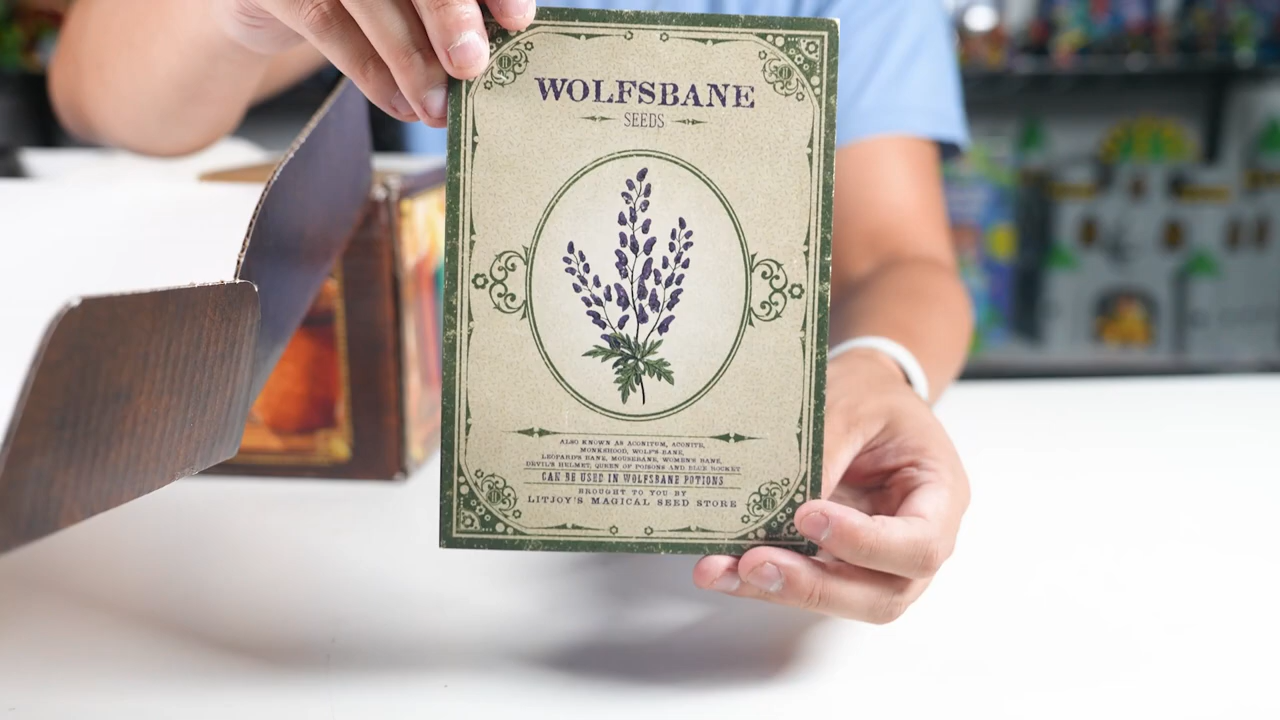 WOLFSBANE
SEEDS
ALSO KNOWN AS ACONITUM, ACONITE,
MONKSHOOD, WOLF'S-BANE,
LEOPARD'S BANE, MOUSEBANE, WOMEN'S BANE,
DEVIL'S HELMET, QUEEN OF POISONS AND BLUE ROCKET
CAN BE USED IN WOLFSBANE POTIONS
BROUGHT TO YOU BY
LITJOY'S MAGICAL SEED STORE